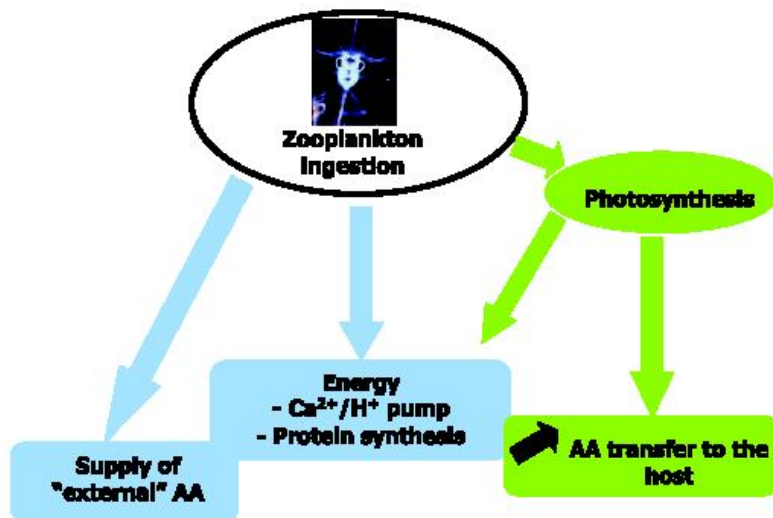 Zooplankton
Ingestion
Photosynthesis
Energy
- Ca²⁺/H⁺ pump
- Protein synthesis
Supply of
"external" AA
AA transfer to the
host